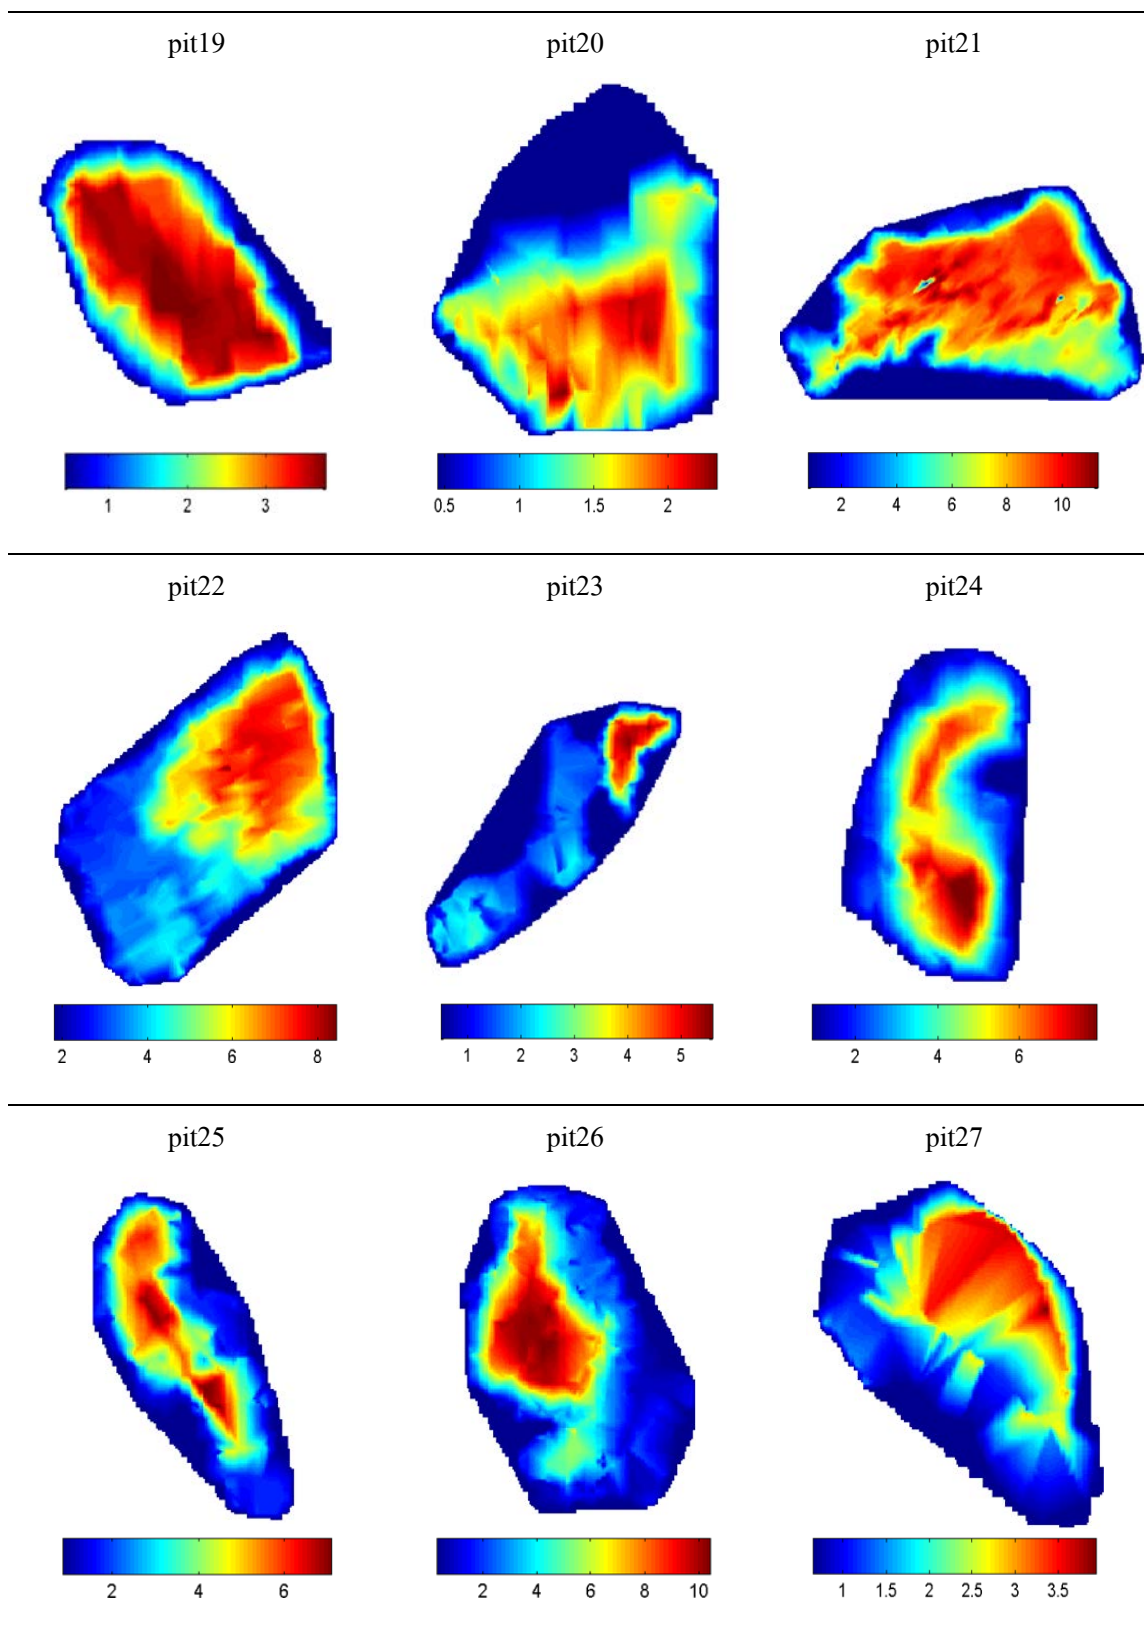 pit19 pit20 pit21
1 2 3 0.5 1 1.5 2 2 4 6 8 10
pit22 pit23 pit24
2 4 6 8 1 2 3 4 5 2 4 6
pit25 pit26 pit27
2 4 6 2 4 6 8 10 1 1.5 2 2.5 3 3.5